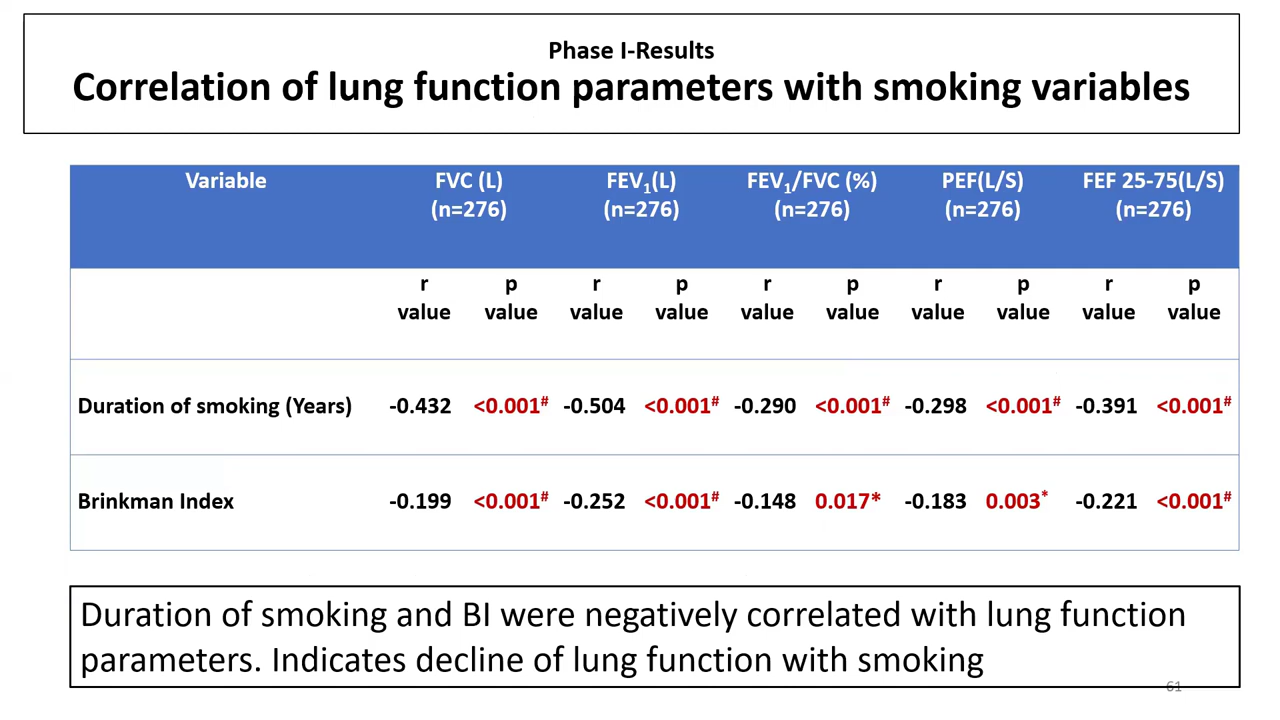 Phase I-Results
Correlation of lung function parameters with smoking variables
Variable FVC (L) FEV1(L) FEV1/FVC (%) PEF(L/S) FEF 25-75(L/S)
(n=276) (n=276) (n=276) (n=276) (n=276)
r p r p r p r p r p
value value value value value value value value value value
Duration of smoking (Years) -0.432 <0.001# -0.504 <0.001# -0.290 <0.001# -0.298 <0.001# -0.391 <0.001#
Brinkman Index -0.199 <0.001# -0.252 <0.001# -0.148 0.017* -0.183 0.003* -0.221 <0.001#
Duration of smoking and BI were negatively correlated with lung function
parameters. Indicates decline of lung function with smoking
61